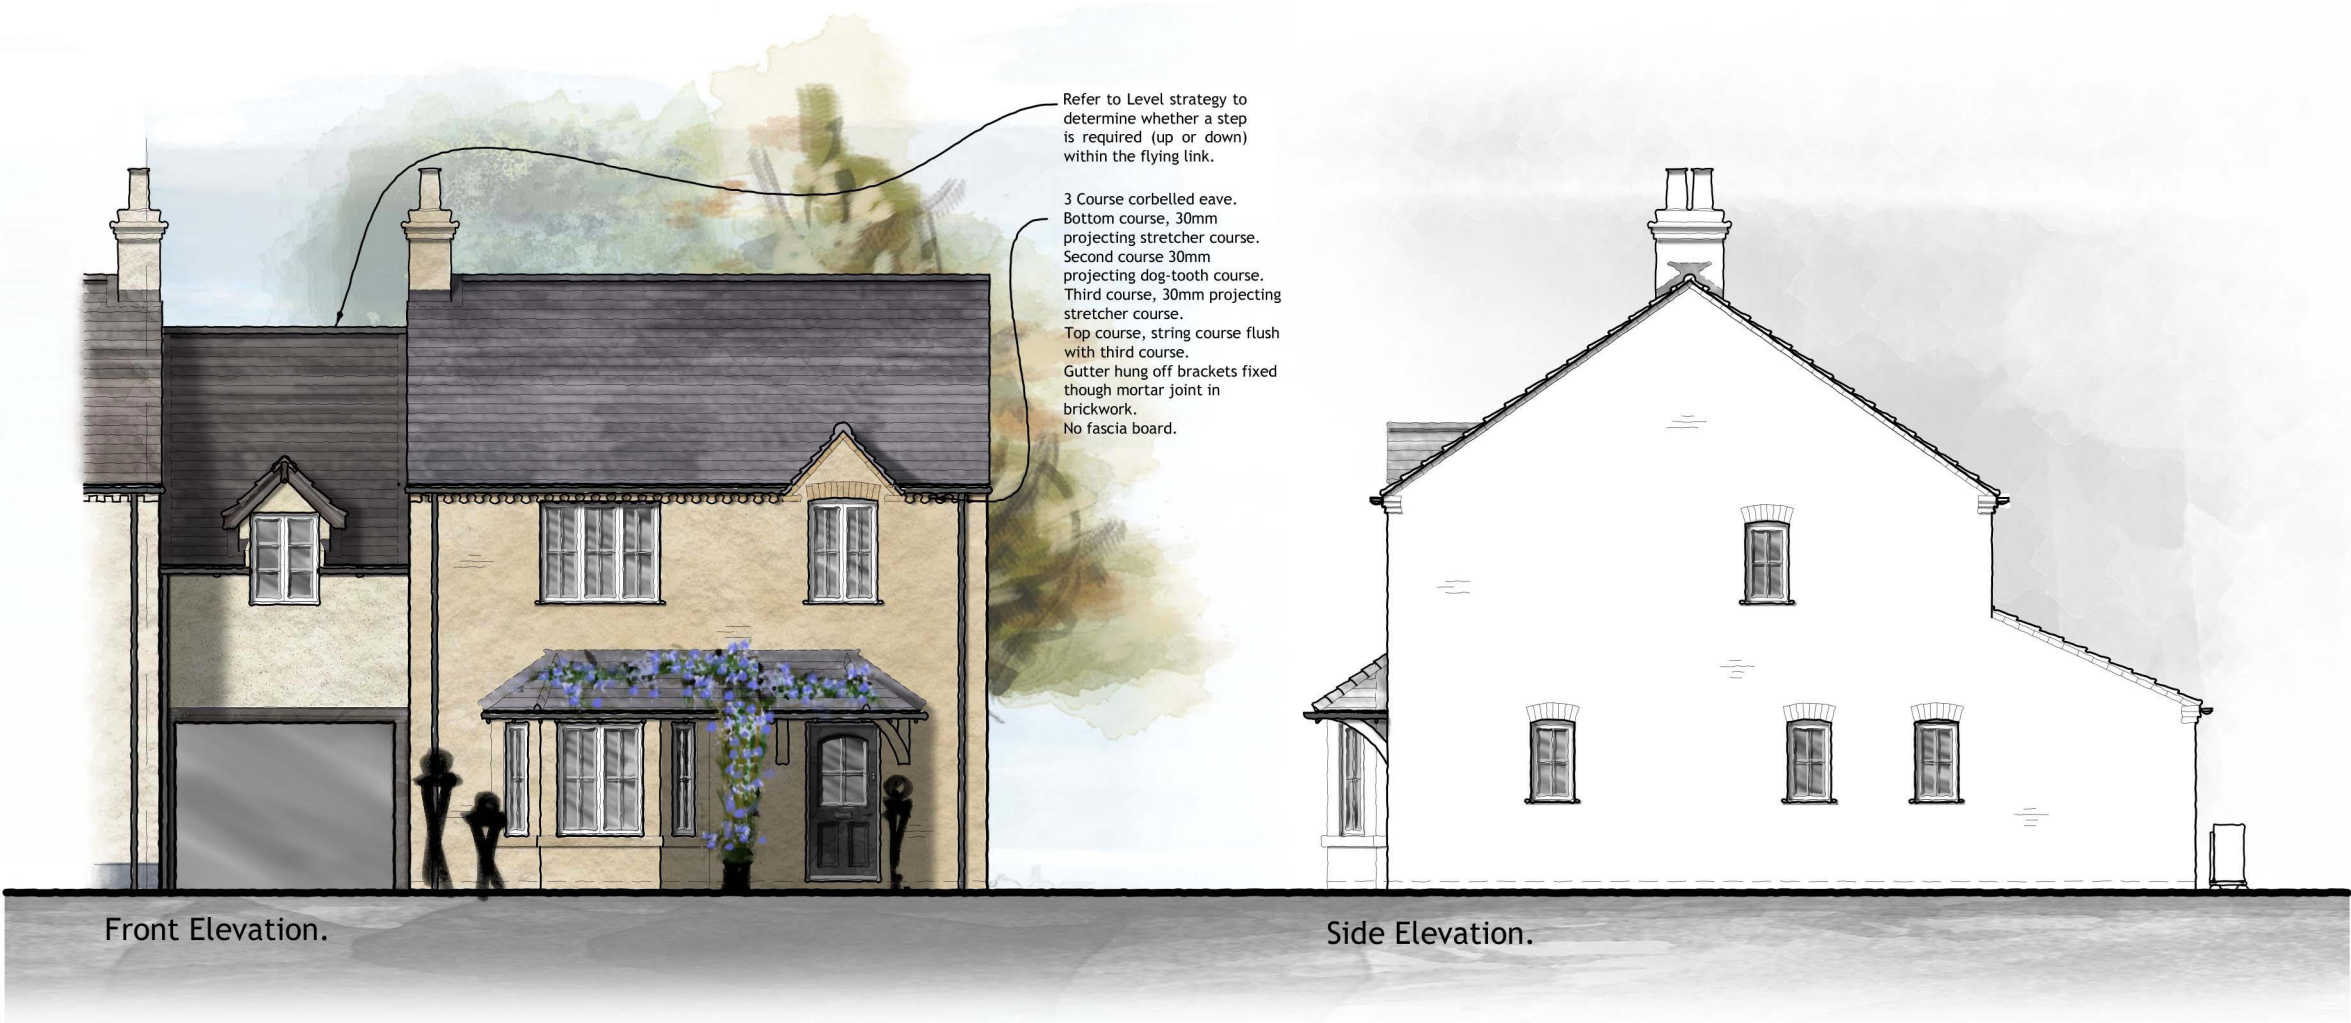 Refer to Level strategy to
determine whether a step
is required (up or down)
within the flying link.
3 Course corbelled eave.
Bottom course, 30mm
projecting stretcher course.
Second course 30mm
projecting dog-tooth course.
Third course, 30mm projecting
stretcher course.
Top course, string course flush
with third course.
Gutter hung off brackets fixed
though mortar joint in
brickwork.
No fascia board.
Front Elevation.
Side Elevation.